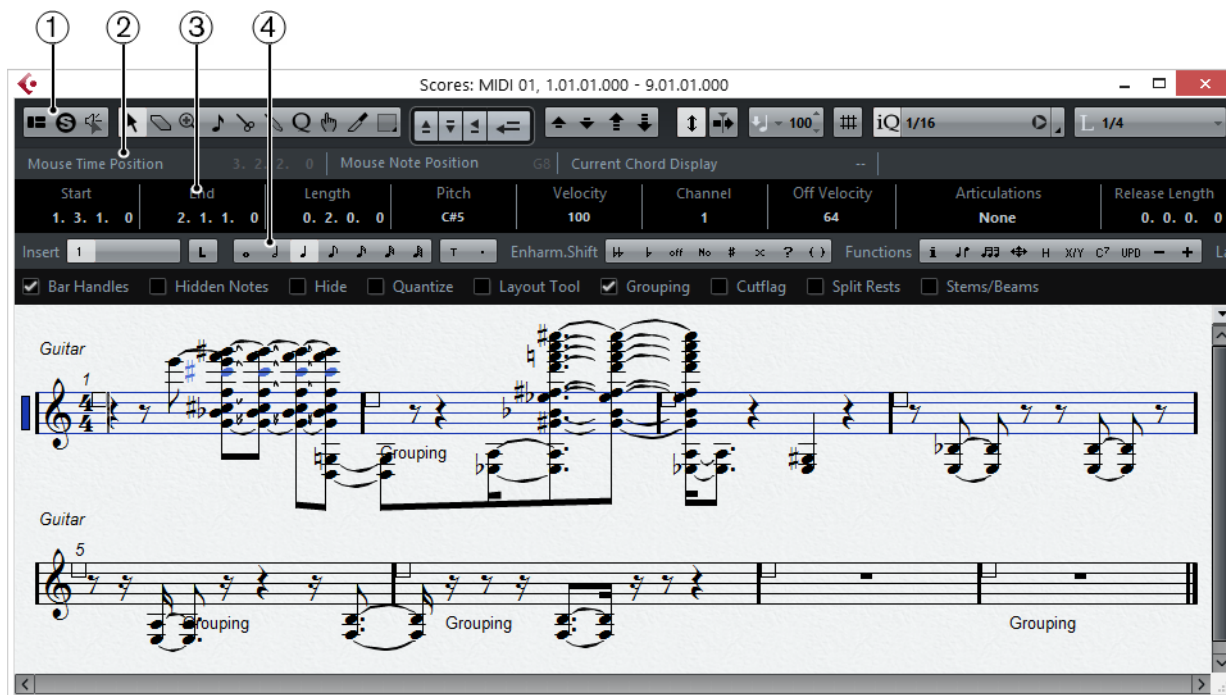 1 2 3 4
Scores: MIDI 01, 1.01.01.000 - 9.01.01.000
S Q 100 iQ 1/16 L 1/4
Mouse Time Position 3. 2. 2. 0 Mouse Note Position G8 Current Chord Display --
Start End Length Pitch Velocity Channel Off Velocity Articulations Release Length
1. 3. 1. 0 2. 1. 1. 0 0. 2. 0. 0 C#5 100 1 64 None 0. 0. 0. 0
Insert 1 L T . Enharm.Shift off No # x ? ( ) Functions i H X/Y C7 UPD − + La
Bar Handles Hidden Notes Hide Quantize Layout Tool Grouping Cutflag Split Rests Stems/Beams
Guitar
1
4
4
Grouping
Guitar
5
Grouping Grouping Grouping